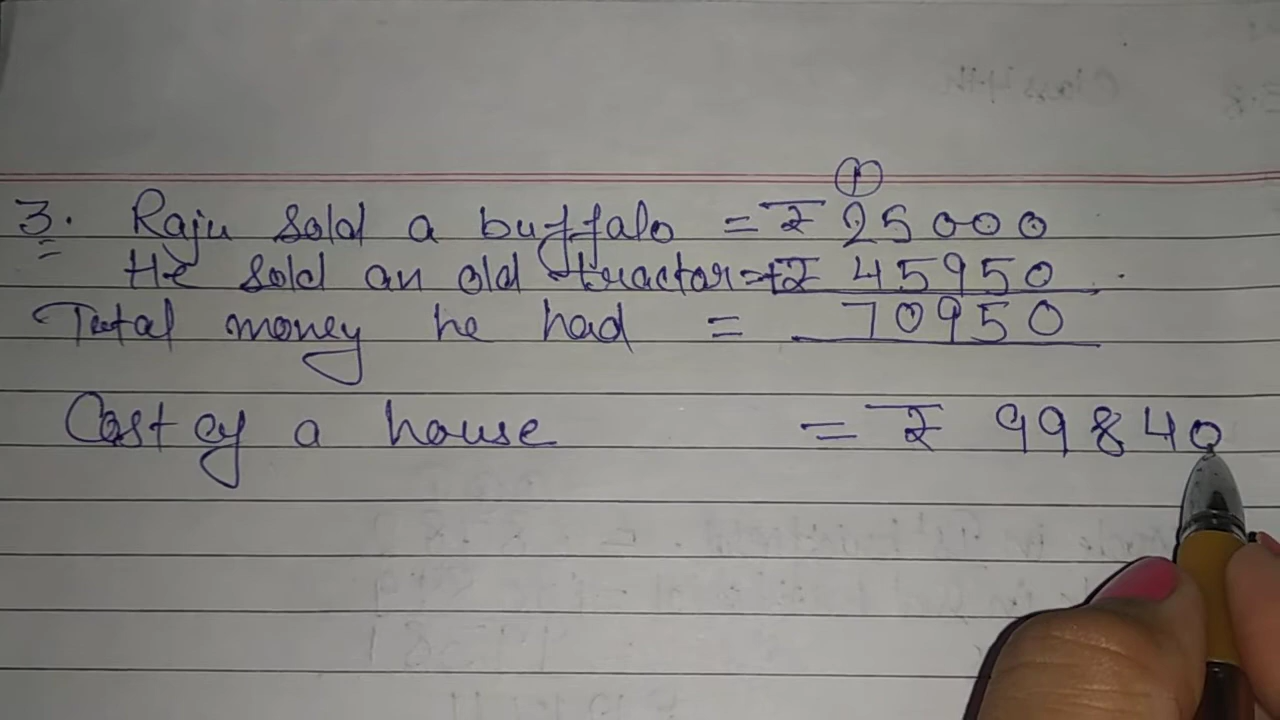 1
3. Raju sold a buffalo = ₹ 25000
He sold an old tractor = +₹ 45950
Total money he had = 70950
Cost of a house = ₹ 99840